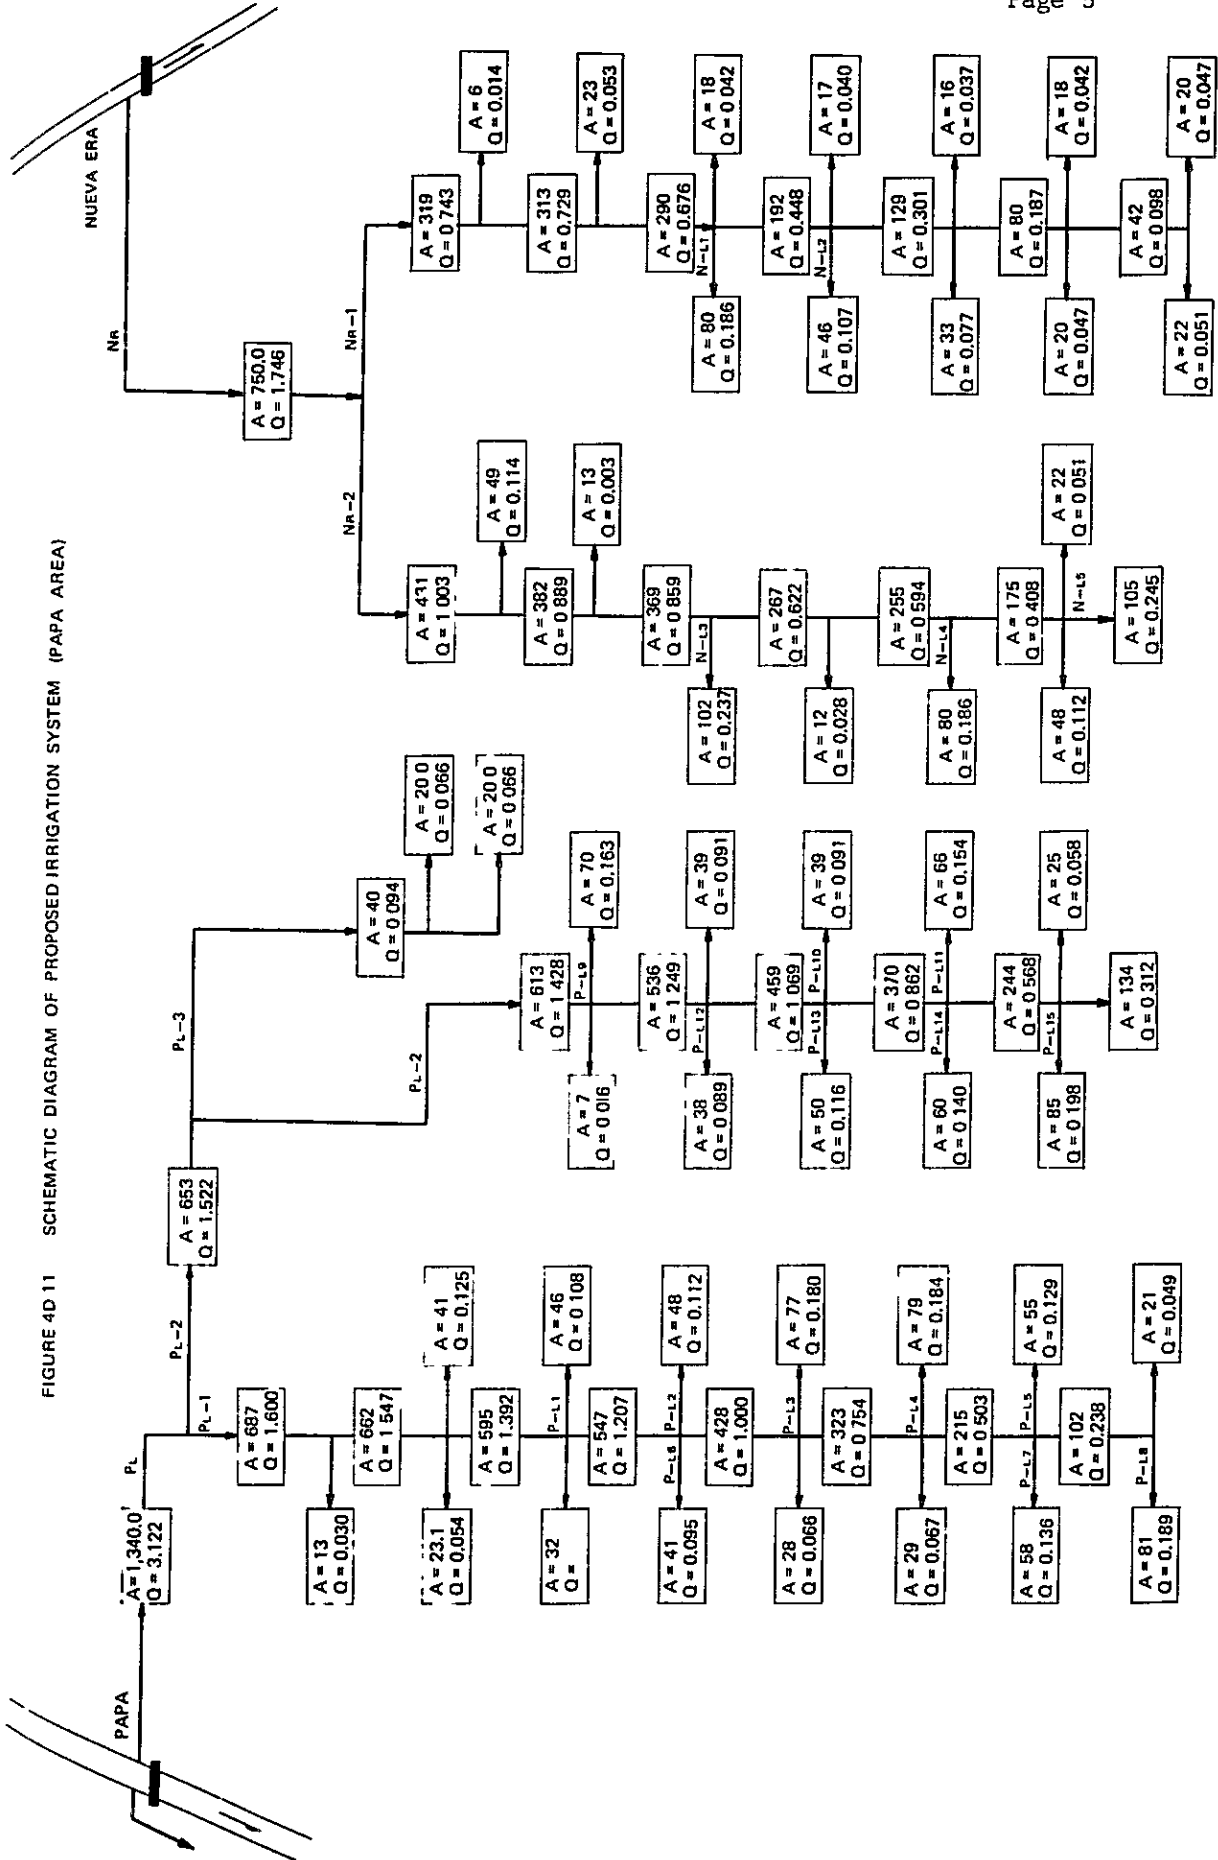 Page 5
FIGURE 4D 11 SCHEMATIC DIAGRAM OF PROPOSED IRRIGATION SYSTEM (PAPA AREA)
PAPA
A = 1,340.0
Q = 3.122
PL
PL-1
PL-2
A = 687
Q = 1.600
A = 13
Q = 0.030
A = 662
Q = 1 547
A = 23.1
Q = 0.054
A = 41
Q = 0.125
A = 595
Q = 1.392
A = 32
Q =
P-L1
A = 46
Q = 0 108
A = 547
Q = 1.207
A = 41
Q = 0.095
P-L6
P-L2
A = 48
Q = 0.112
A = 428
Q = 1.000
A = 28
Q = 0.066
P-L3
A = 77
Q = 0.180
A = 323
Q = 0 754
A = 29
Q = 0.067
P-L4
A = 79
Q = 0.184
A = 215
Q = 0 503
A = 58
Q = 0.136
P-L7
P-L5
A = 55
Q = 0.129
A = 102
Q = 0.238
A = 81
Q = 0.189
P-L8
A = 21
Q = 0.049
A = 653
Q = 1.522
PL-3
PL-2
A = 40
Q = 0 094
A = 20 0
Q = 0 066
A = 20 0
Q = 0 066
A = 613
Q = 1 428
A = 7
Q = 0 016
P-L9
A = 70
Q = 0.163
A = 536
Q = 1 249
A = 38
Q = 0 089
P-L12
A = 39
Q = 0 091
A = 459
Q = 1 069
A = 50
Q = 0.116
P-L13
P-L10
A = 39
Q = 0 091
A = 370
Q = 0 862
A = 60
Q = 0 140
P-L14
P-L11
A = 66
Q = 0.154
A = 244
Q = 0 568
A = 85
Q = 0 198
P-L15
A = 25
Q = 0.058
A = 134
Q = 0 312
NUEVA ERA
NR
A = 750.0
Q = 1.746
NR-2
NR-1
A = 431
Q = 1 003
A = 49
Q = 0.114
A = 382
Q = 0 889
A = 13
Q = 0.003
A = 369
Q = 0 859
A = 102
Q = 0.237
N-L3
A = 267
Q = 0.622
A = 12
Q = 0.028
A = 255
Q = 0 594
A = 80
Q = 0.186
N-L4
A = 175
Q = 0.408
A = 48
Q = 0.112
A = 22
Q = 0 051
N-L5
A = 105
Q = 0.245
A = 319
Q = 0 743
A = 6
Q = 0.014
A = 313
Q = 0.729
A = 23
Q = 0.053
A = 290
Q = 0.676
A = 80
Q = 0.186
N-L1
A = 18
Q = 0 042
A = 192
Q = 0.448
A = 46
Q = 0.107
N-L2
A = 17
Q = 0.040
A = 129
Q = 0.301
A = 33
Q = 0.077
A = 16
Q = 0.037
A = 80
Q = 0.187
A = 20
Q = 0.047
A = 18
Q = 0.042
A = 42
Q = 0 098
A = 22
Q = 0.051
A = 20
Q = 0.047